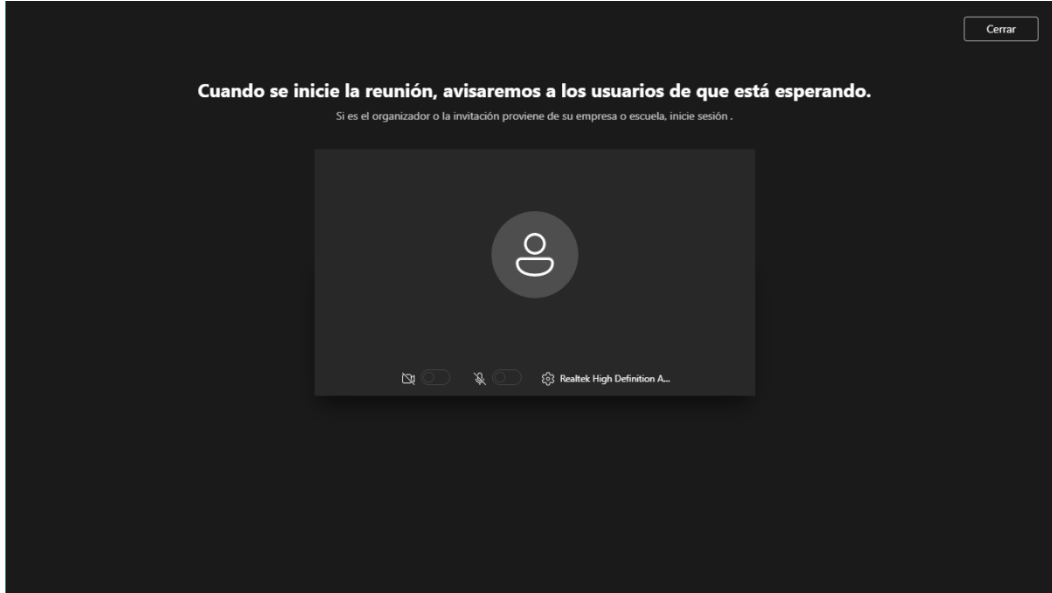 Cerrar
Cuando se inicie la reunión, avisaremos a los usuarios de que está esperando.
Si es el organizador o la invitación proviene de su empresa o escuela, inicie sesión .
Realtek High Definition A...